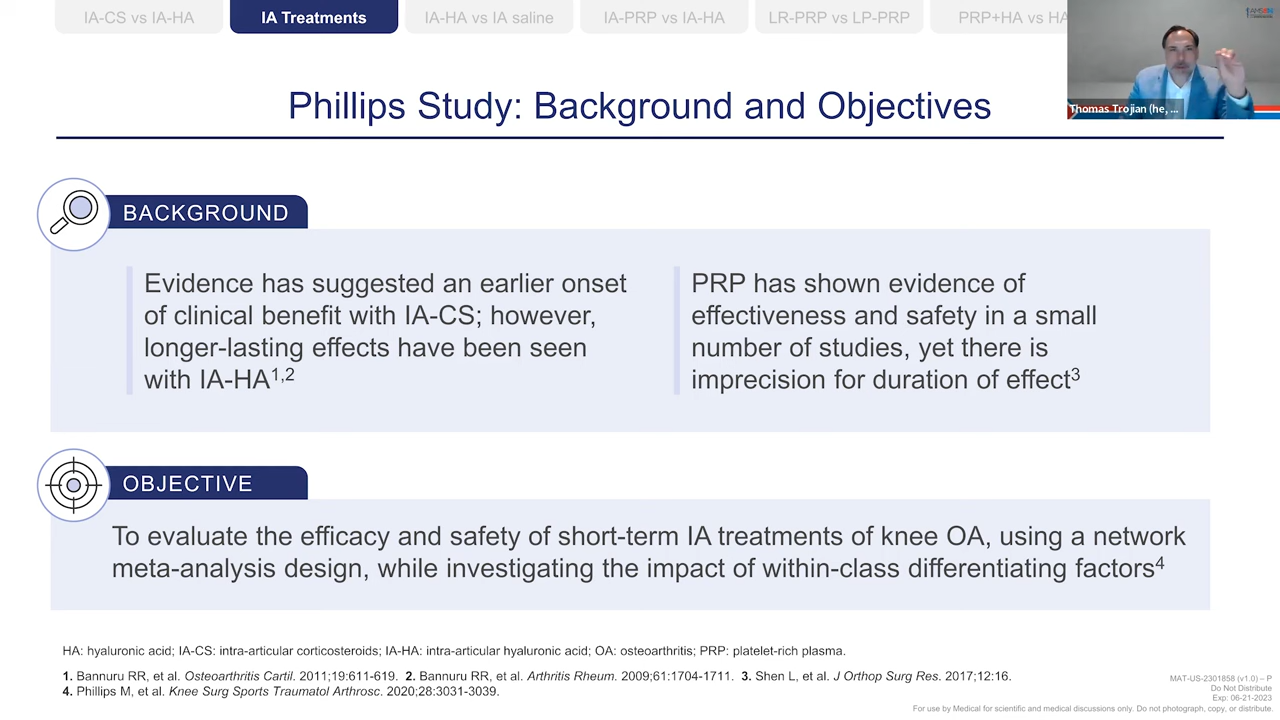 IA-CS vs IA-HA
IA Treatments
IA-HA vs IA saline
IA-PRP vs IA-HA
LR-PRP vs LP-PRP
PRP+HA vs HA
Thomas Trojan (he, ...
Phillips Study: Background and Objectives
BACKGROUND
Evidence has suggested an earlier onset
of clinical benefit with IA-CS; however,
longer-lasting effects have been seen
with IA-HA1,2
PRP has shown evidence of
effectiveness and safety in a small
number of studies, yet there is
imprecision for duration of effect3
OBJECTIVE
To evaluate the efficacy and safety of short-term IA treatments of knee OA, using a network
meta-analysis design, while investigating the impact of within-class differentiating factors4
HA: hyaluronic acid; IA-CS: intra-articular corticosteroids; IA-HA: intra-articular hyaluronic acid; OA: osteoarthritis; PRP: platelet-rich plasma.
1. Bannuru RR, et al. Osteoarthritis Cartil. 2011;19:611-619. 2. Bannuru RR, et al. Arthritis Rheum. 2009;61:1704-1711. 3. Shen L, et al. J Orthop Surg Res. 2017;12:16.
4. Phillips M, et al. Knee Surg Sports Traumatol Arthrosc. 2020;28:3031-3039.
MAT-US-2301858 (v1.0) – P
Do Not Distribute
Exp: 06-21-2023
For use by Medical for scientific and medical discussions only. Do not photograph, copy, or distribute.